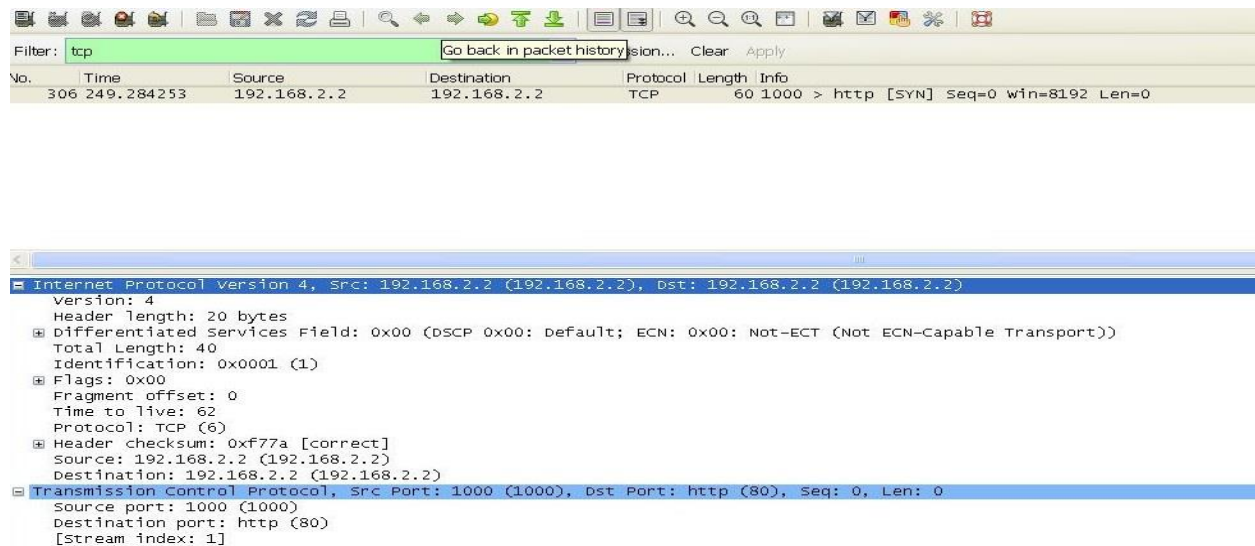 Filter: tcp Go back in packet history sion... Clear Apply
No. Time Source Destination Protocol Length Info
306 249.284253 192.168.2.2 192.168.2.2 TCP 60 1000 > http [SYN] Seq=0 Win=8192 Len=0
Internet Protocol Version 4, Src: 192.168.2.2 (192.168.2.2), Dst: 192.168.2.2 (192.168.2.2)
Version: 4
Header length: 20 bytes
Differentiated Services Field: 0x00 (DSCP 0x00: Default; ECN: 0x00: Not-ECT (Not ECN-Capable Transport))
Total Length: 40
Identification: 0x0001 (1)
Flags: 0x00
Fragment offset: 0
Time to live: 62
Protocol: TCP (6)
Header checksum: 0xf77a [correct]
Source: 192.168.2.2 (192.168.2.2)
Destination: 192.168.2.2 (192.168.2.2)
Transmission Control Protocol, Src Port: 1000 (1000), Dst Port: http (80), Seq: 0, Len: 0
Source port: 1000 (1000)
Destination port: http (80)
[Stream index: 1]